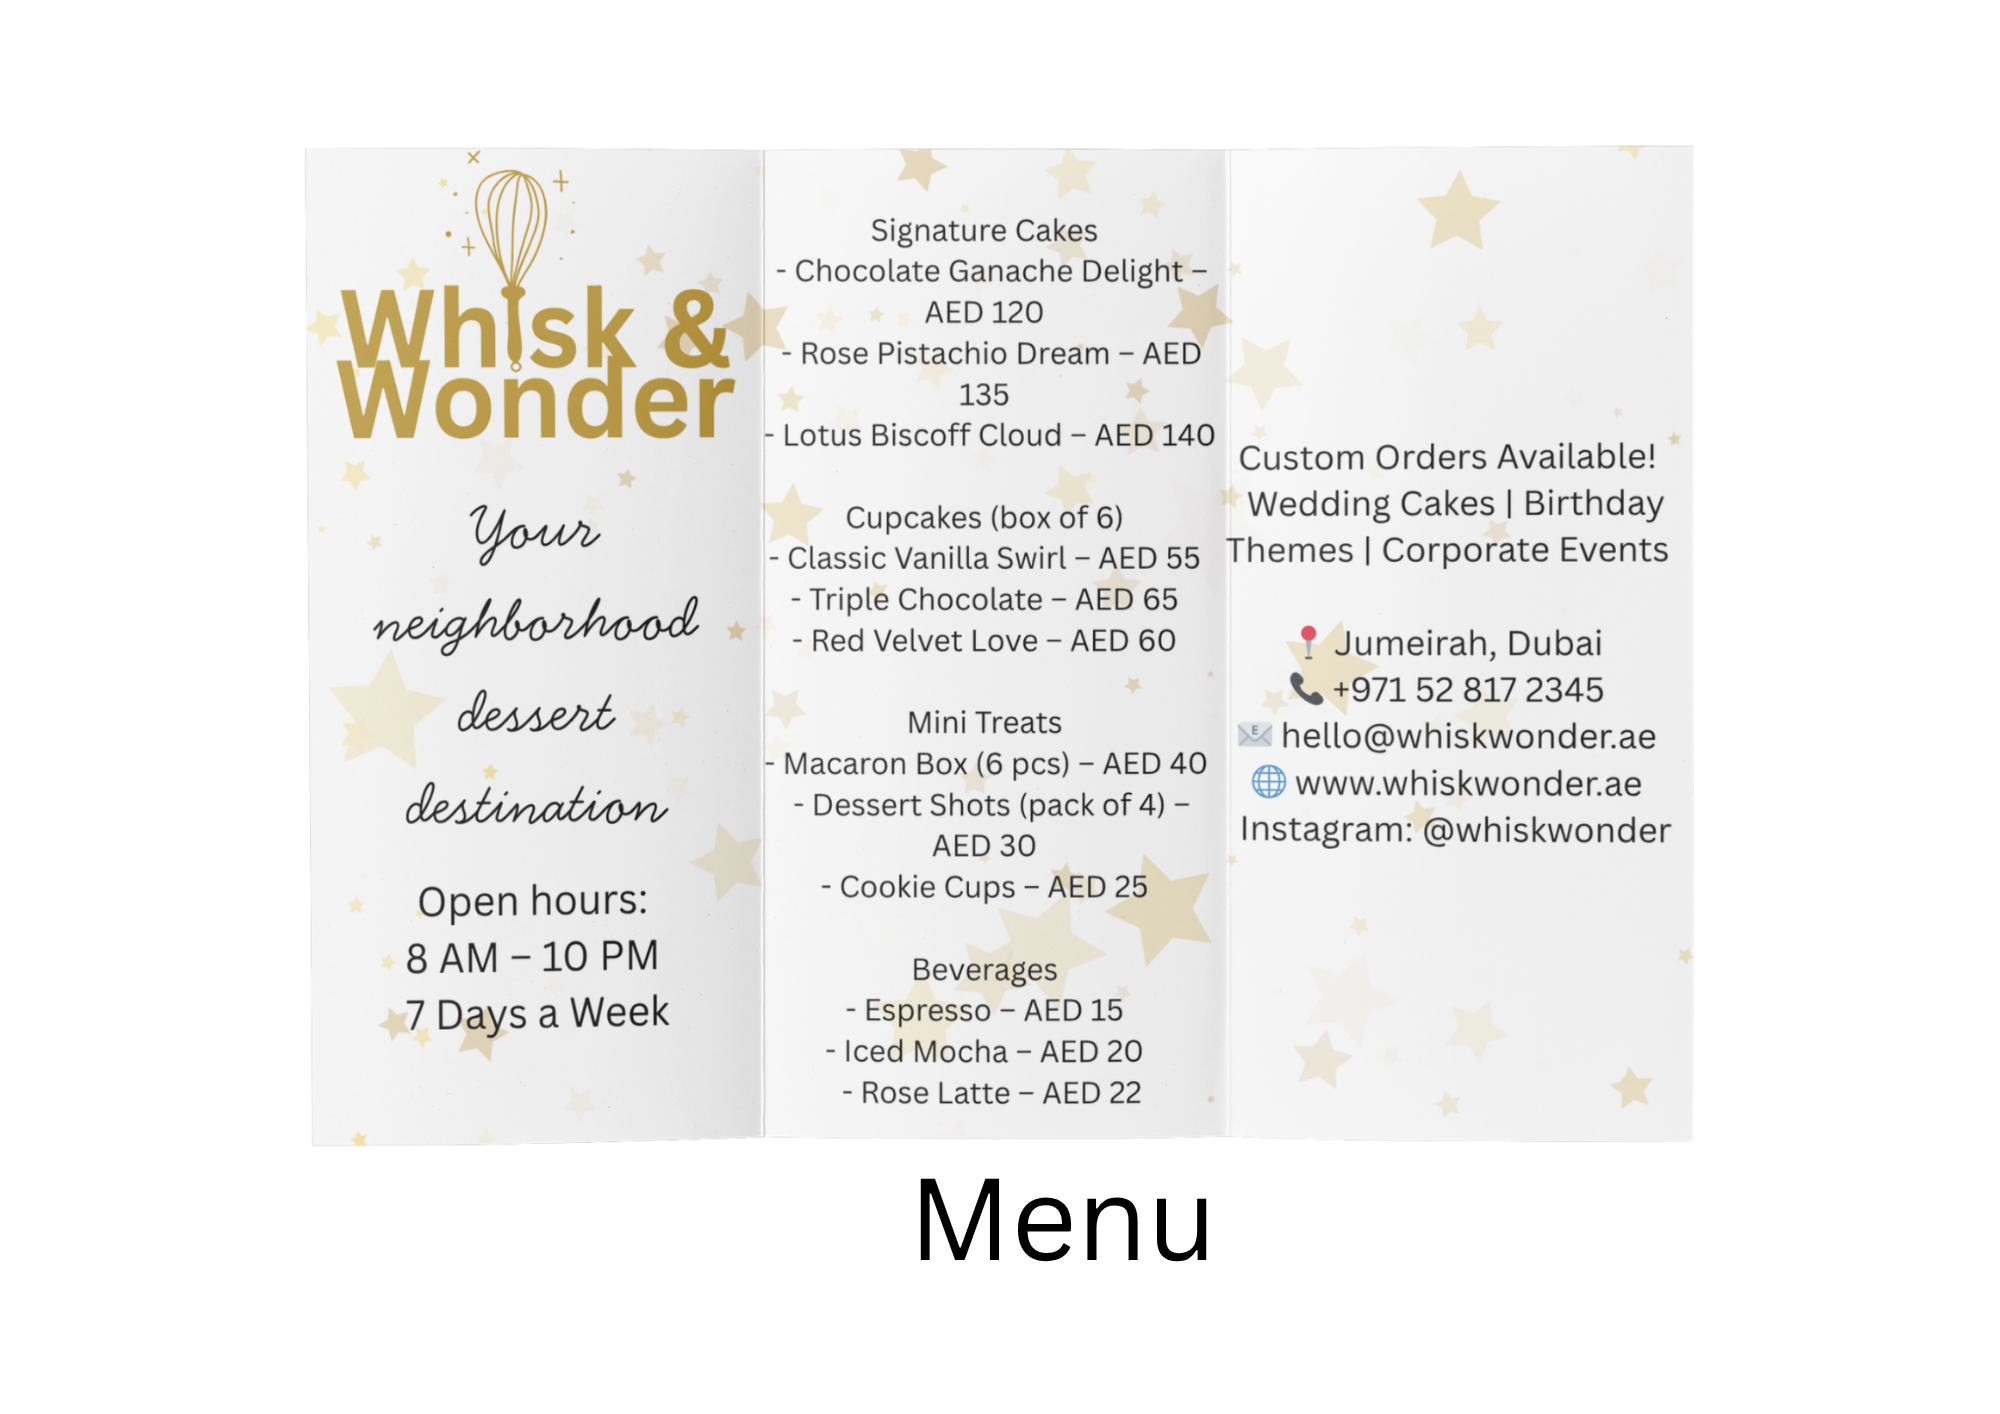 Whisk &
Wonder
Your
neighborhood
dessert
destination
Open hours:
8 AM – 10 PM
7 Days a Week
Signature Cakes
- Chocolate Ganache Delight –
AED 120
- Rose Pistachio Dream – AED
135
- Lotus Biscoff Cloud – AED 140
Cupcakes (box of 6)
- Classic Vanilla Swirl – AED 55
- Triple Chocolate – AED 65
- Red Velvet Love – AED 60
Mini Treats
- Macaron Box (6 pcs) – AED 40
- Dessert Shots (pack of 4) –
AED 30
- Cookie Cups – AED 25
Beverages
- Espresso – AED 15
- Iced Mocha – AED 20
- Rose Latte – AED 22
Custom Orders Available!
Wedding Cakes | Birthday
Themes | Corporate Events
📍 Jumeirah, Dubai
📞 +971 52 817 2345
📧 hello@whiskwonder.ae
🌐 www.whiskwonder.ae
Instagram: @whiskwonder
Menu